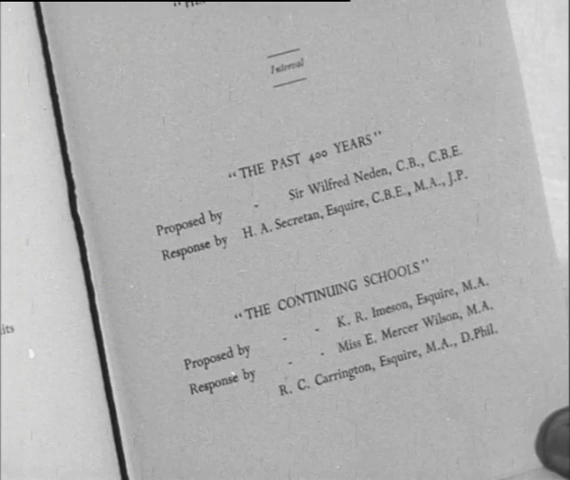 Interval
"THE PAST 400 YEARS"
Proposed by - Sir Wilfred Neden, C.B., C.B.E.
Response by H. A. Secretan, Esquire, C.B.E., M.A., J.P.
"THE CONTINUING SCHOOLS"
Proposed by - - K. R. Imeson, Esquire, M.A.
Response by - - Miss E. Mercer Wilson, M.A.
R. C. Carrington, Esquire, M.A., D.Phil.
its